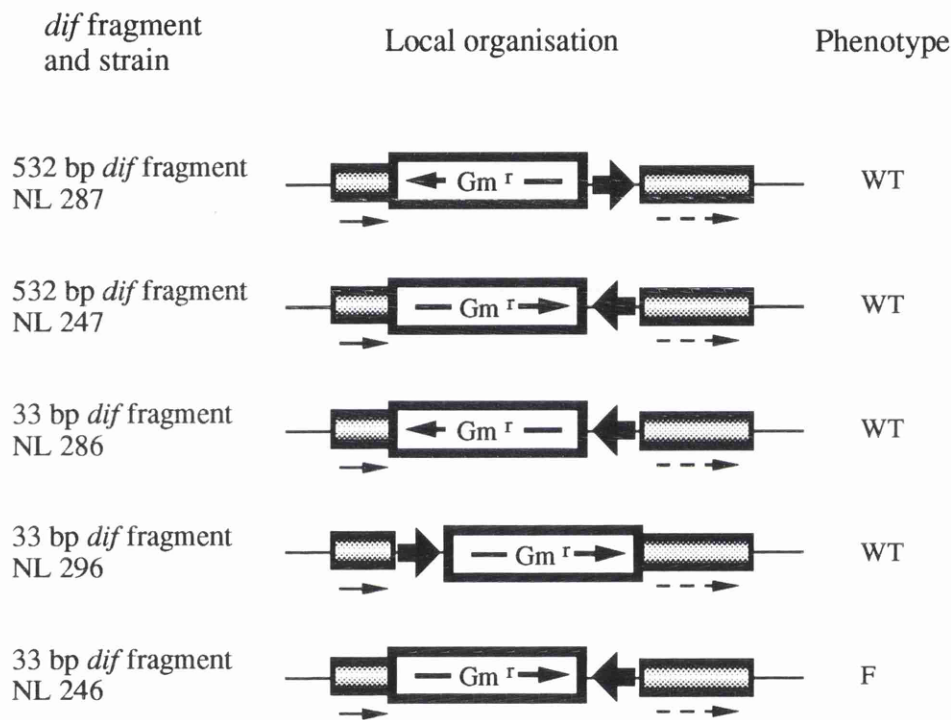 dif fragment
and strain
Local organisation
Phenotype
532 bp dif fragment
NL 287
Gm r
WT
532 bp dif fragment
NL 247
Gm r
WT
33 bp dif fragment
NL 286
Gm r
WT
33 bp dif fragment
NL 296
Gm r
WT
33 bp dif fragment
NL 246
Gm r
F